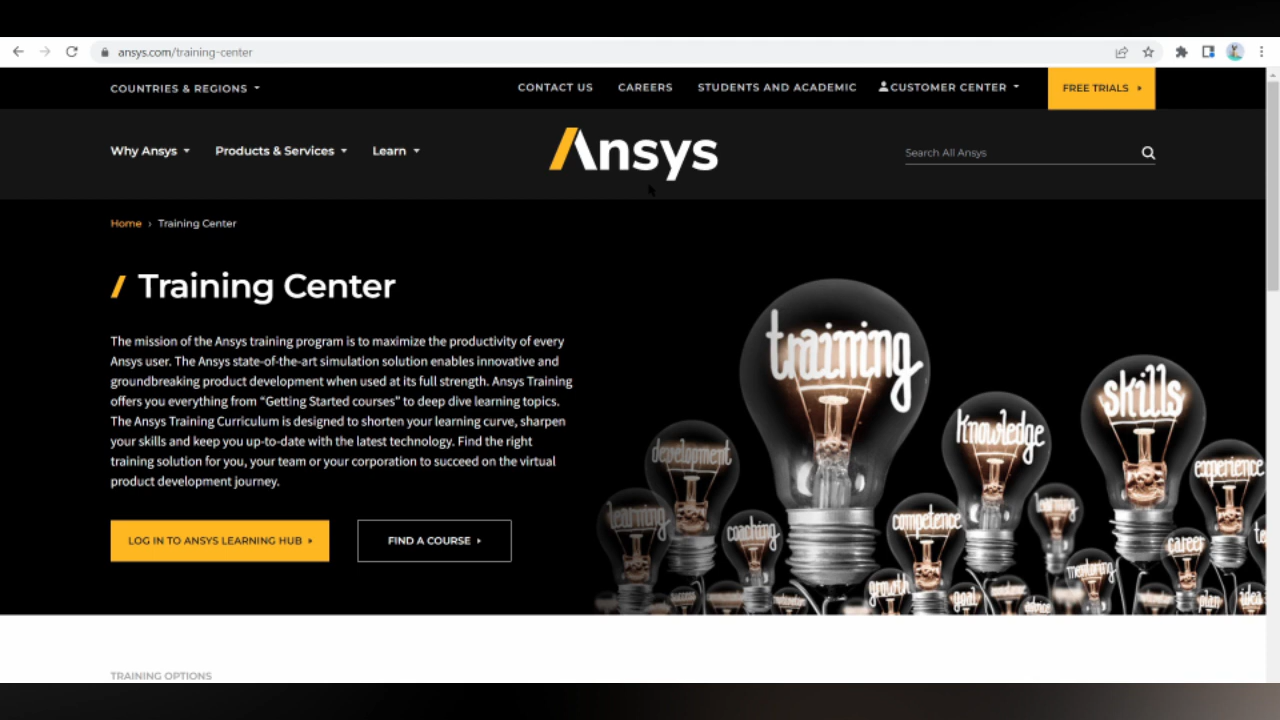 ansys.com/training-center
COUNTRIES & REGIONS
CONTACT US
CAREERS
STUDENTS AND ACADEMIC
CUSTOMER CENTER
FREE TRIALS
Why Ansys
Products & Services
Learn
Ansys
Search All Ansys
Home › Training Center
Training Center
The mission of the Ansys training program is to maximize the productivity of every
Ansys user. The Ansys state-of-the-art simulation solution enables innovative and
groundbreaking product development when used at its full strength. Ansys Training
offers you everything from “Getting Started courses” to deep dive learning topics.
The Ansys Training Curriculum is designed to shorten your learning curve, sharpen
your skills and keep you up-to-date with the latest technology. Find the right
training solution for you, your team or your corporation to succeed on the virtual
product development journey.
LOG IN TO ANSYS LEARNING HUB
FIND A COURSE
training
skills
knowledge
development
experience
learning
coaching
competence
learning
career
mentoring
growth
goal
advice
plan
idea
TRAINING OPTIONS